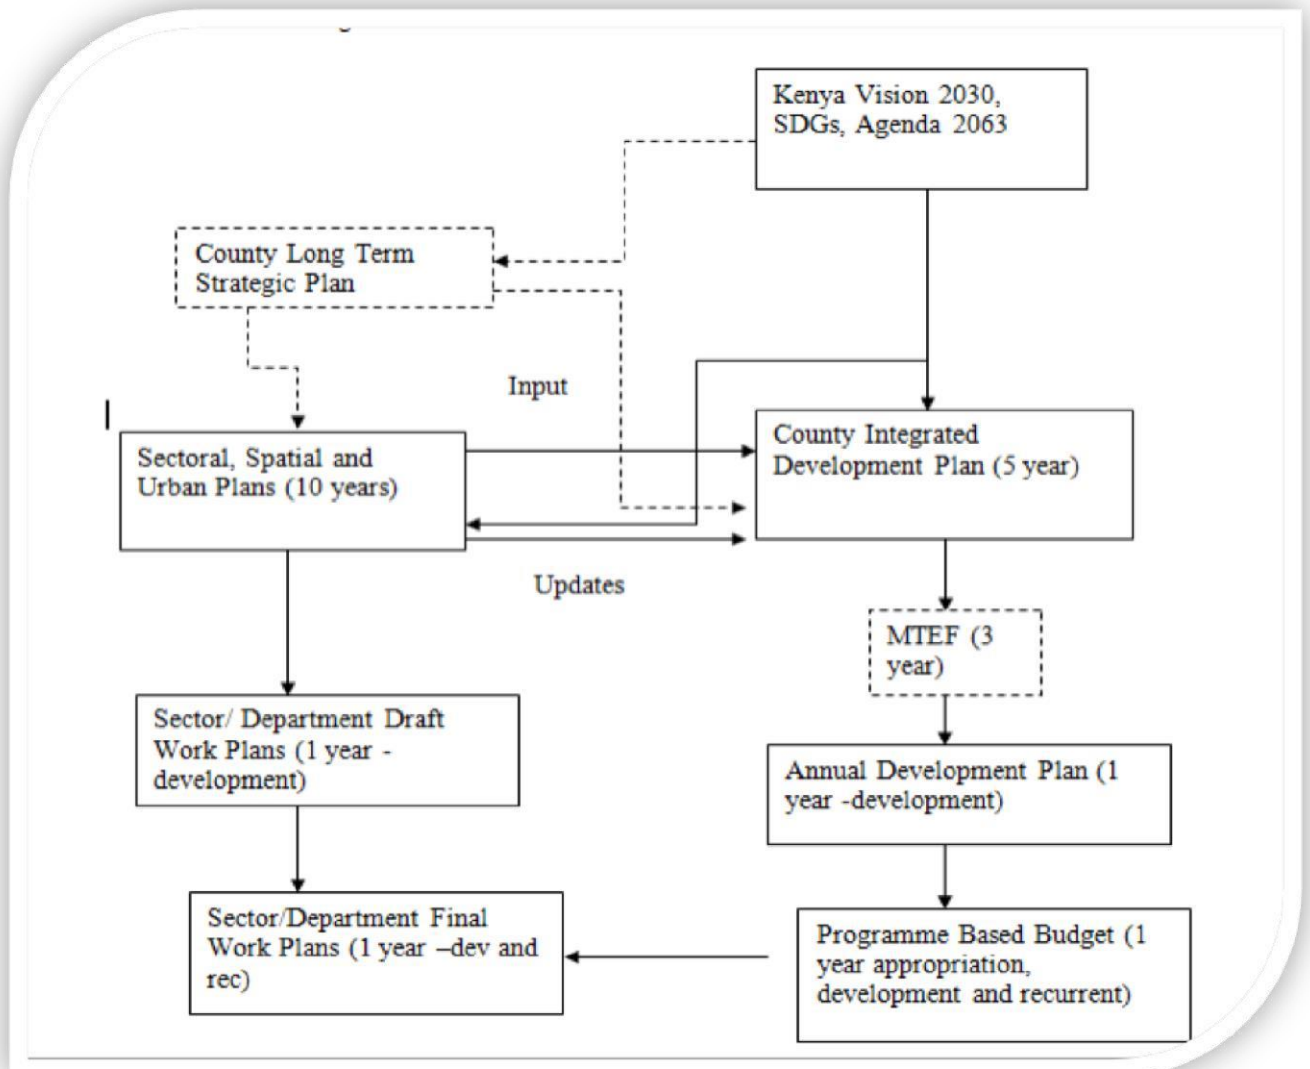 Kenya Vision 2030,
SDGs, Agenda 2063
County Long Term
Strategic Plan
Input
County Integrated
Development Plan (5 year)
Sectoral, Spatial and
Urban Plans (10 years)
Updates
MTEF (3
year)
Sector/ Department Draft
Work Plans (1 year -
development)
Annual Development Plan (1
year -development)
Sector/Department Final
Work Plans (1 year –dev and
rec)
Programme Based Budget (1
year appropriation,
development and recurrent)